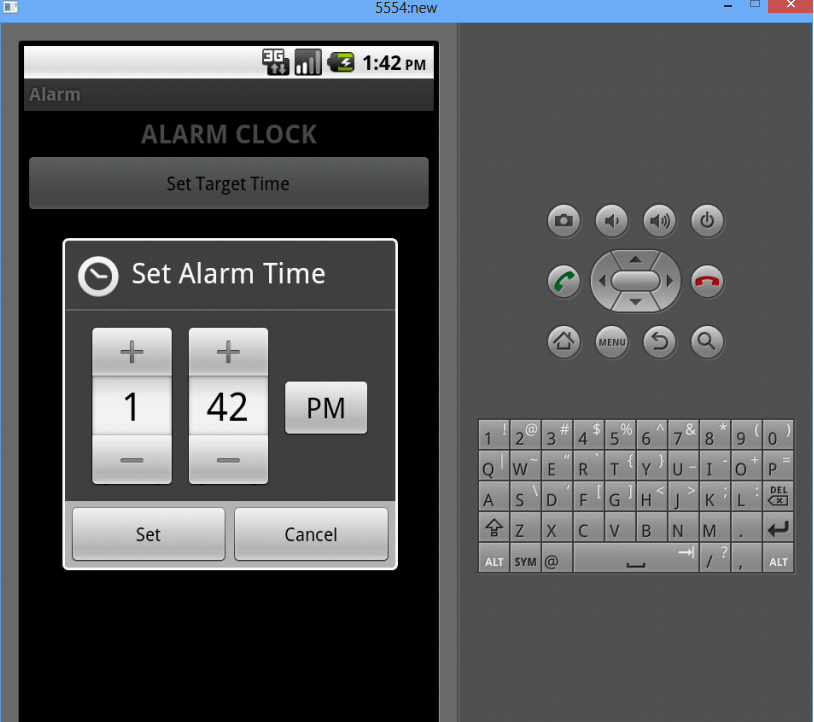 5554:new
3G 1:42 PM
Alarm
ALARM CLOCK
Set Target Time
Set Alarm Time
1 42 PM
Set Cancel
MENU
1 ! 2 @ 3 # 4 $ 5 % 6 ^ 7 & 8 * 9 ( 0 )
Q | W ~ E “ R ` T { Y } U _ I - O + P =
A S \ D ‘ F [ G ] H < J > K ; L : DEL
Z X C V B N M .
ALT SYM @ / ? , ALT